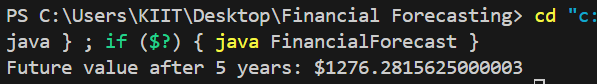 PS C:\Users\KIIT\Desktop\Financial Forecasting> cd "c:
java } ; if ($?) { java FinancialForecast }
Future value after 5 years: $1276.2815625000003